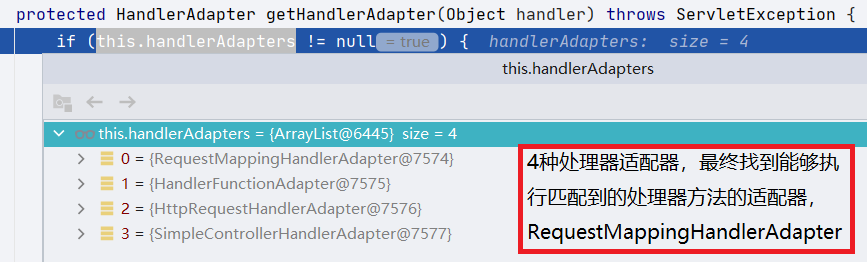 protected HandlerAdapter getHandlerAdapter(Object handler) throws ServletException {
if (this.handlerAdapters != null = true ) { handlerAdapters: size = 4
this.handlerAdapters
this.handlerAdapters = {ArrayList@6445} size = 4
0 = {RequestMappingHandlerAdapter@7574}
1 = {HandlerFunctionAdapter@7575}
2 = {HttpRequestHandlerAdapter@7576}
3 = {SimpleControllerHandlerAdapter@7577}
4种处理器适配器，最终找到能够执
行匹配到的处理器方法的适配器，
RequestMappingHandlerAdapter